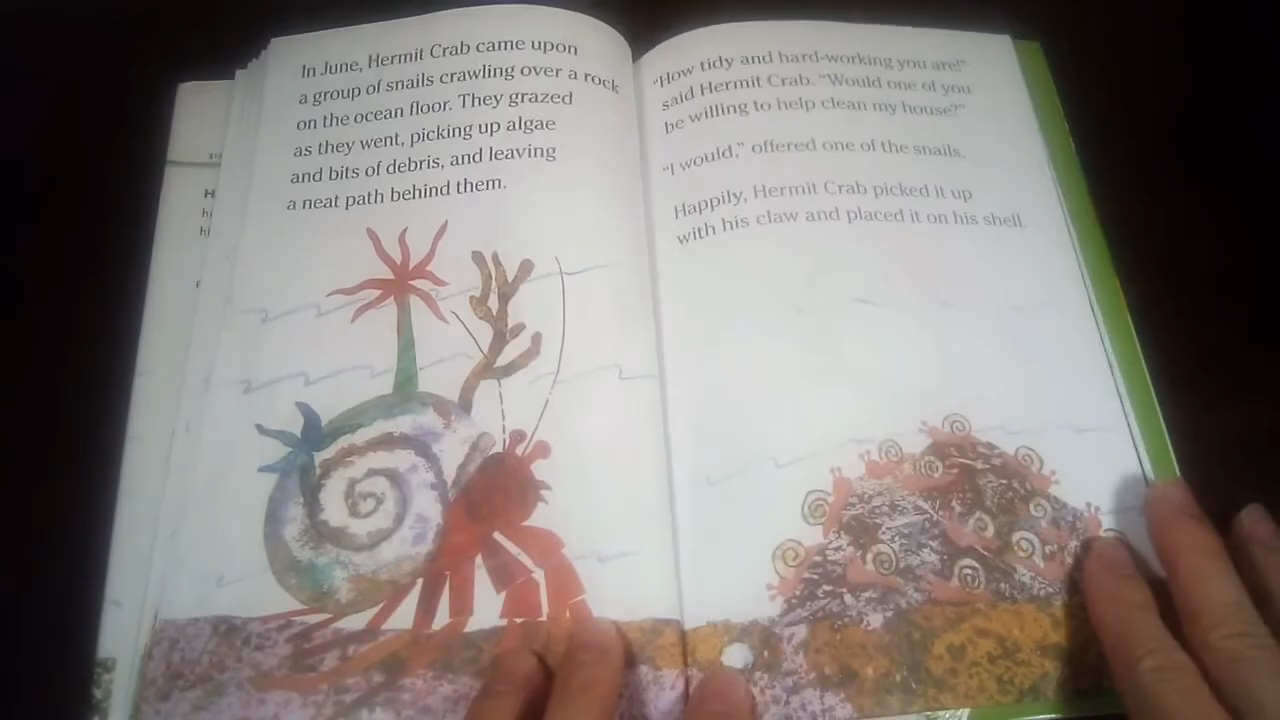 In June, Hermit Crab came upon
a group of snails crawling over a rock
on the ocean floor. They grazed
as they went, picking up algae
and bits of debris, and leaving
a neat path behind them.
"How tidy and hard-working you are!"
said Hermit Crab. "Would one of you
be willing to help clean my house?"
"I would," offered one of the snails.
Happily, Hermit Crab picked it up
with his claw and placed it on his shell.